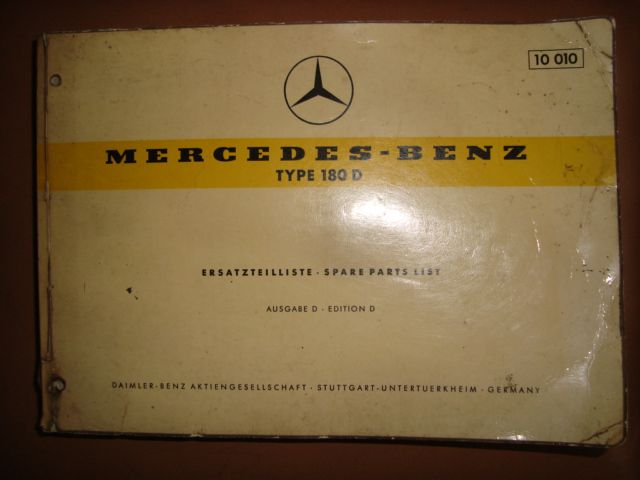 10 010
MERCEDES-BENZ
TYPE 180 D
ERSATZTEILLISTE · SPARE PARTS LIST
AUSGABE D - EDITION D
DAIMLER-BENZ AKTIENGESELLSCHAFT · STUTTGART-UNTERTUERKHEIM · GERMANY